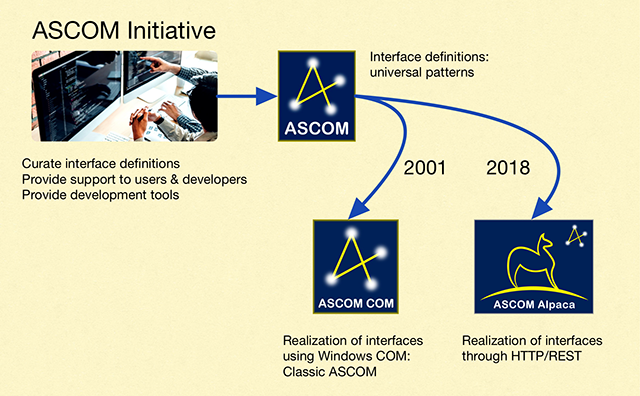 ASCOM Initiative
Interface definitions:
universal patterns
ASCOM
Curate interface definitions
Provide support to users & developers
Provide development tools
2001
2018
ASCOM COM
ASCOM Alpaca
Realization of interfaces
using Windows COM:
Classic ASCOM
Realization of interfaces
through HTTP/REST